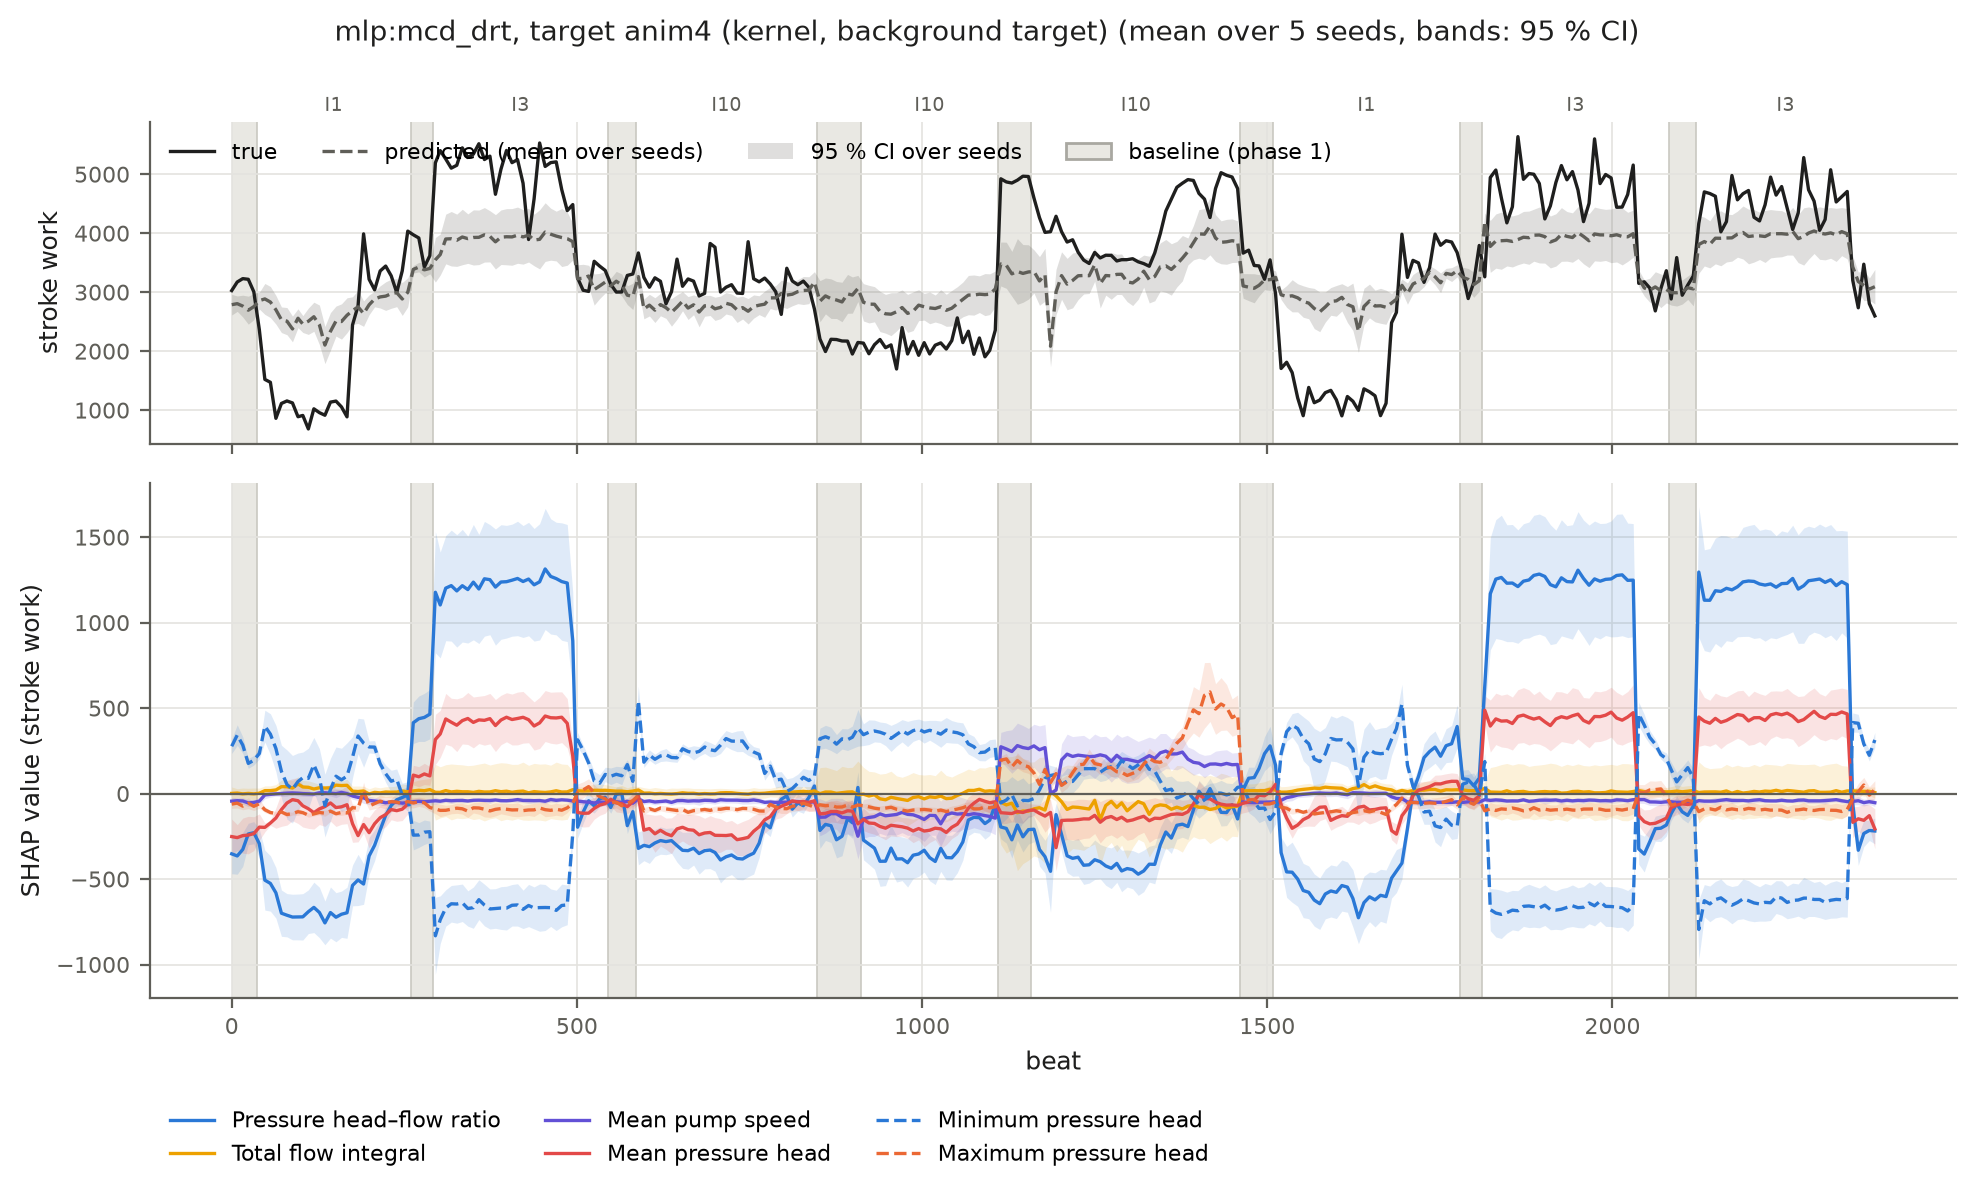 mlp:mcd_drt, target anim4 (kernel, background target) (mean over 5 seeds, bands: 95 % CI)
I1 I3 I10 I10 I10 I1 I3 I3
true predicted (mean over seeds) 95 % CI over seeds baseline (phase 1)
stroke work
5000
4000
3000
2000
1000
SHAP value (stroke work)
1500
1000
500
0
−500
−1000
0 500 1000 1500 2000
beat
Pressure head–flow ratio Mean pump speed Minimum pressure head
Total flow integral Mean pressure head Maximum pressure head